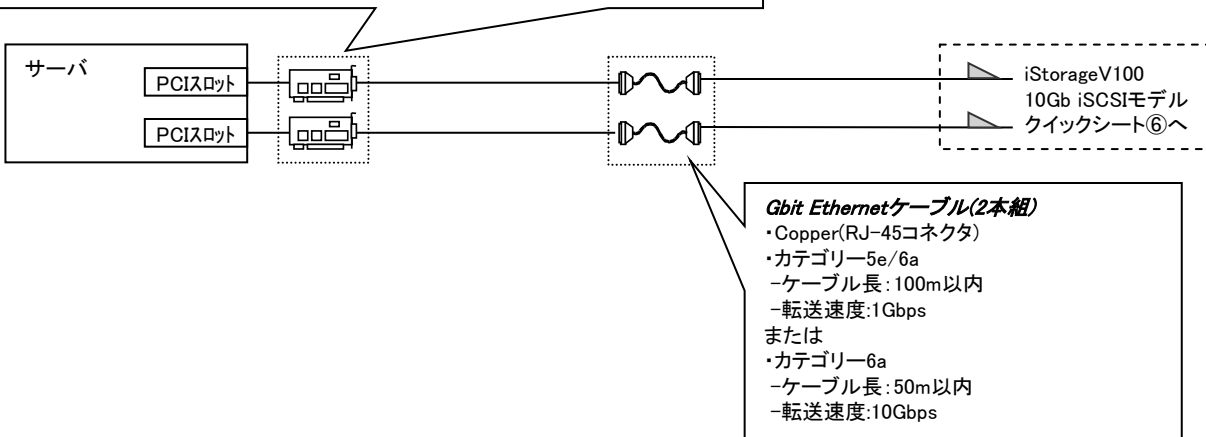 サーバ
PCIスロット
PCIスロット
iStorageV100
10Gb iSCSIモデル
クイックシート⑥へ
Gbit Ethernetケーブル(2本組)
・Copper(RJ-45コネクタ)
・カテゴリー5e/6a
-ケーブル長:100m以内
-転送速度:1Gbps
または
・カテゴリー6a
-ケーブル長:50m以内
-転送速度:10Gbps